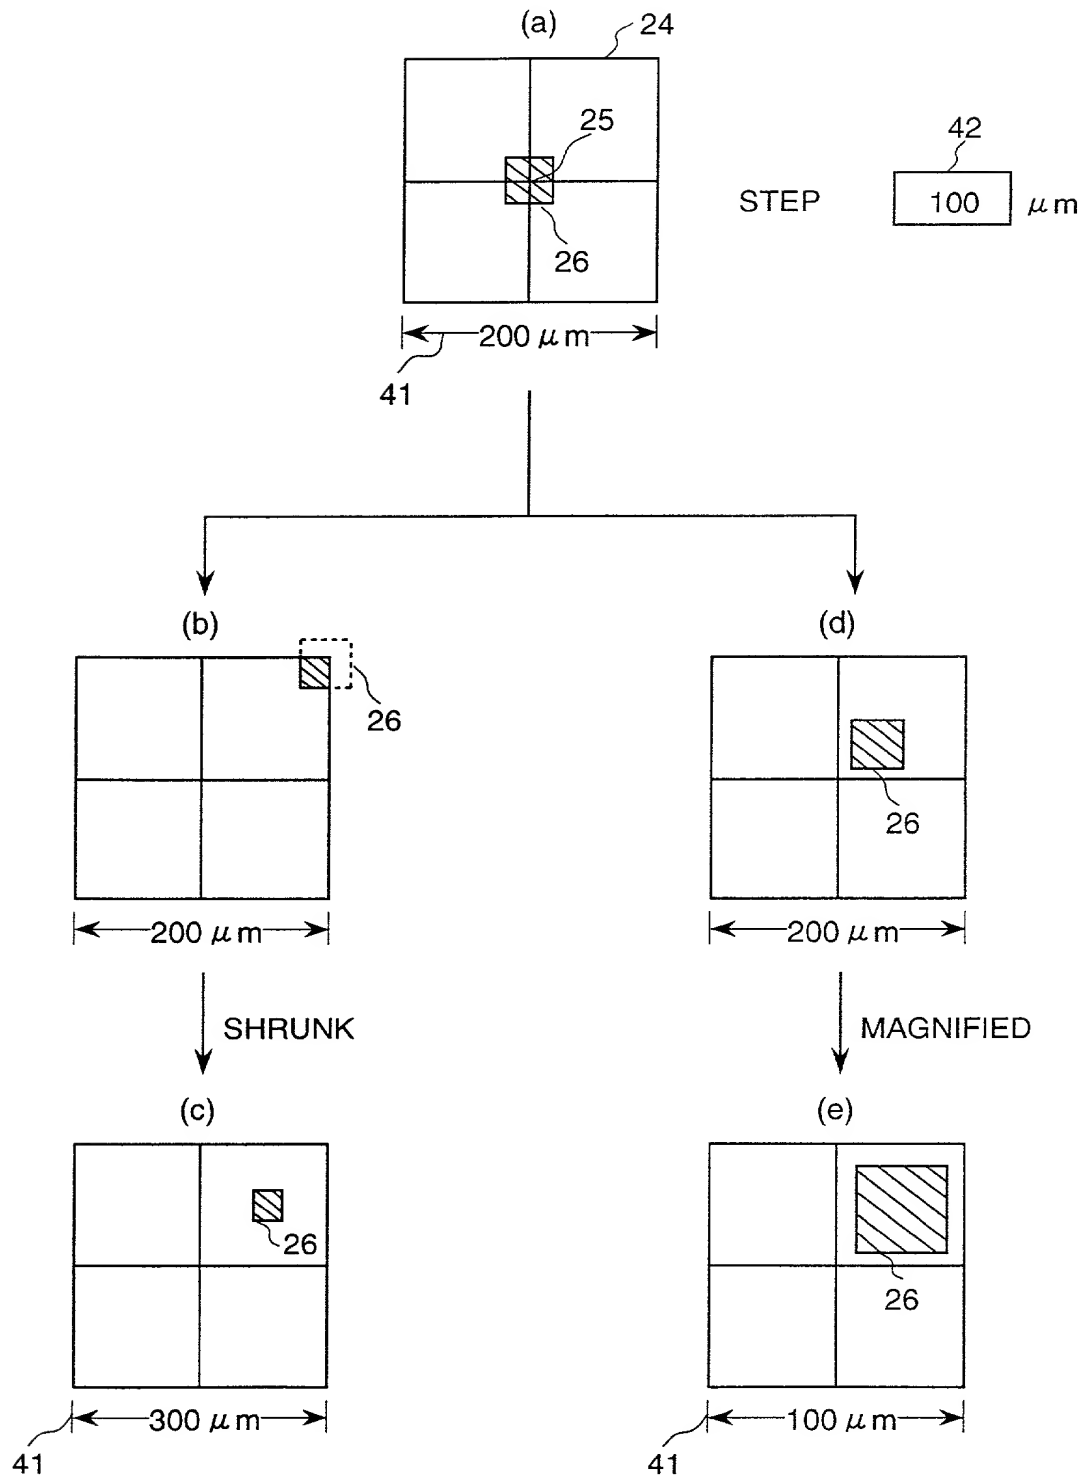 (a)
24
25
42
STEP 100 μm
26
200 μm
41
(b)
(d)
26
26
200 μm
200 μm
SHRUNK
MAGNIFIED
(c)
(e)
26
26
300 μm
100 μm
41
41